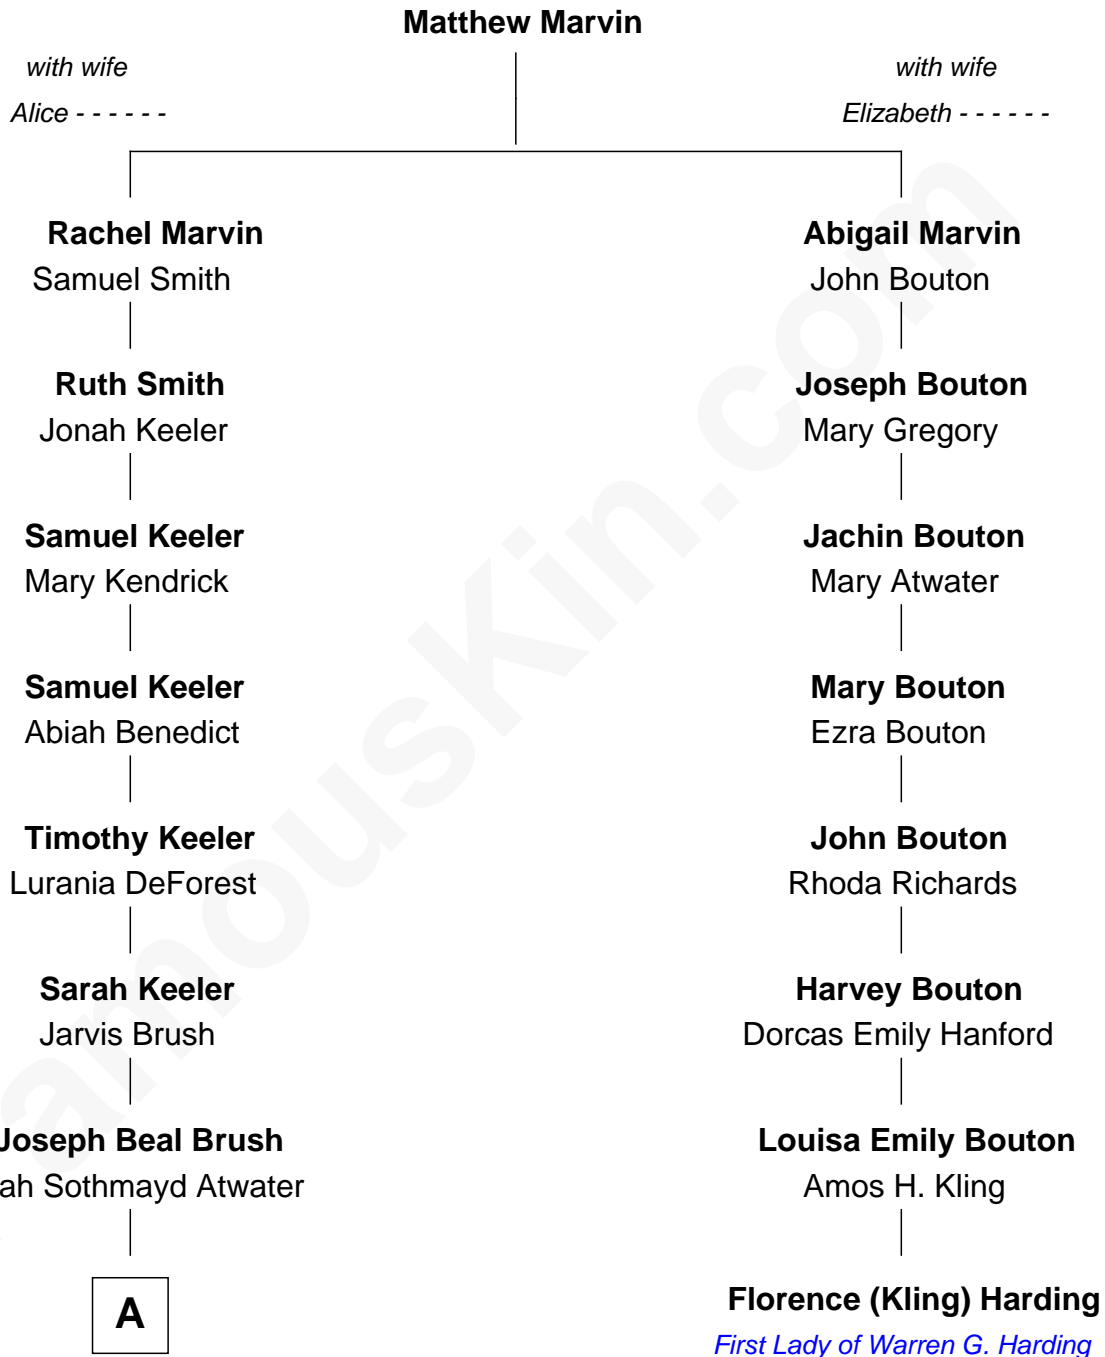 Matthew Marvin
with wife
Alice - - - - - -
with wife
Elizabeth - - - - - -
Rachel Marvin
Samuel Smith
Abigail Marvin
John Bouton
Ruth Smith
Jonah Keeler
Joseph Bouton
Mary Gregory
Samuel Keeler
Mary Kendrick
Jachin Bouton
Mary Atwater
Samuel Keeler
Abiah Benedict
Mary Bouton
Ezra Bouton
Timothy Keeler
Lurania DeForest
John Bouton
Rhoda Richards
Sarah Keeler
Jarvis Brush
Harvey Bouton
Dorcas Emily Hanford
Joseph Beal Brush
ah Sothmayd Atwater
Louisa Emily Bouton
Amos H. Kling
A
Florence (Kling) Harding
First Lady of Warren G. Harding
amousKin.com